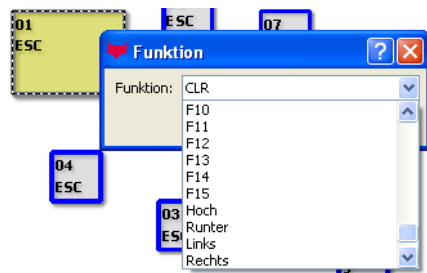 01
ESC
ESC
07
Funktion
Funktion: CLR
F10
F11
F12
F13
F14
F15
Hoch
Runter
Links
Rechts
04
ESC
03